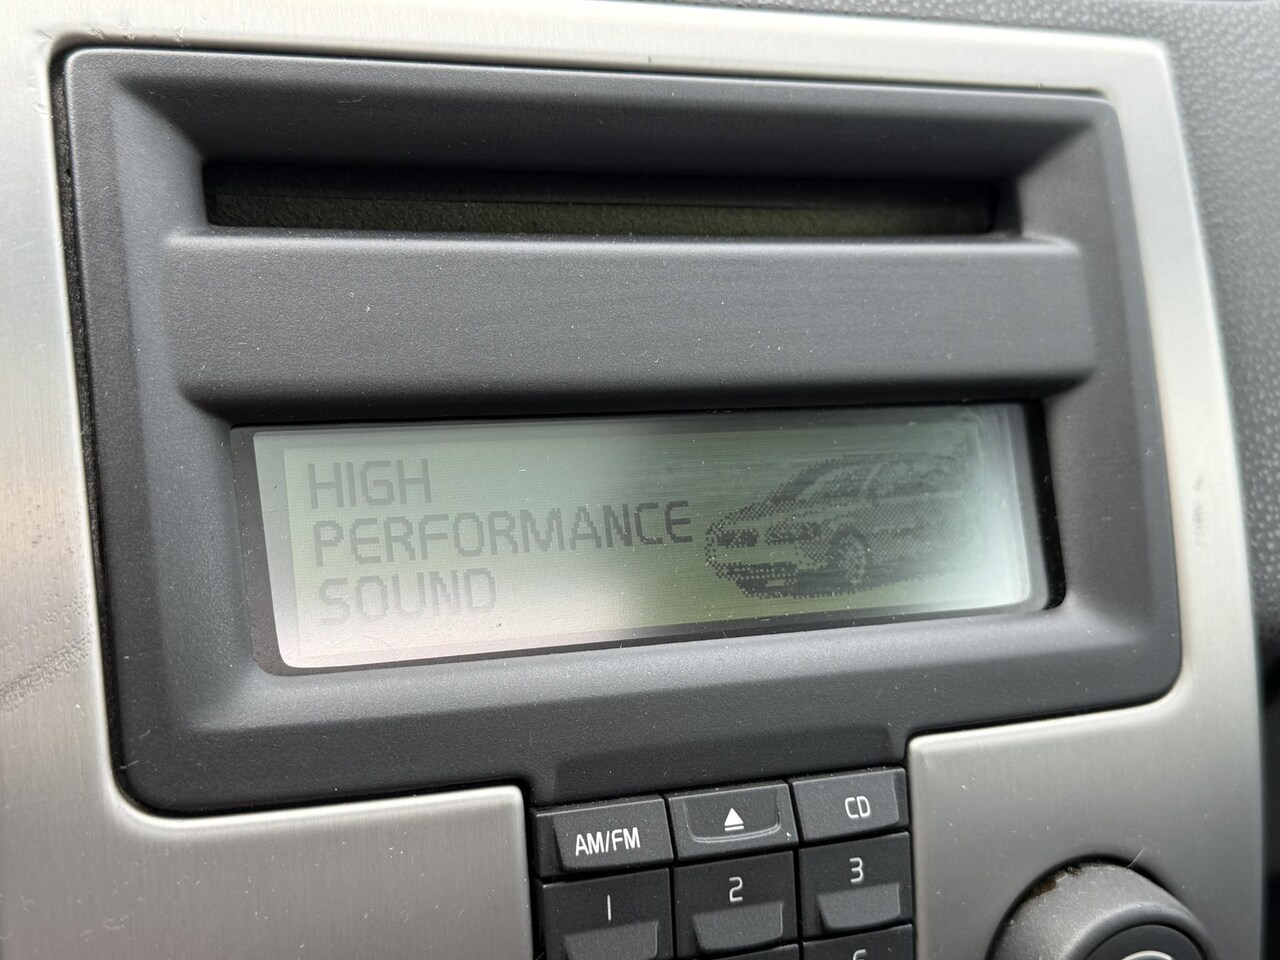 HIGH
PERFORMANCE
SOUND
AM/FM
CD
1
2
3